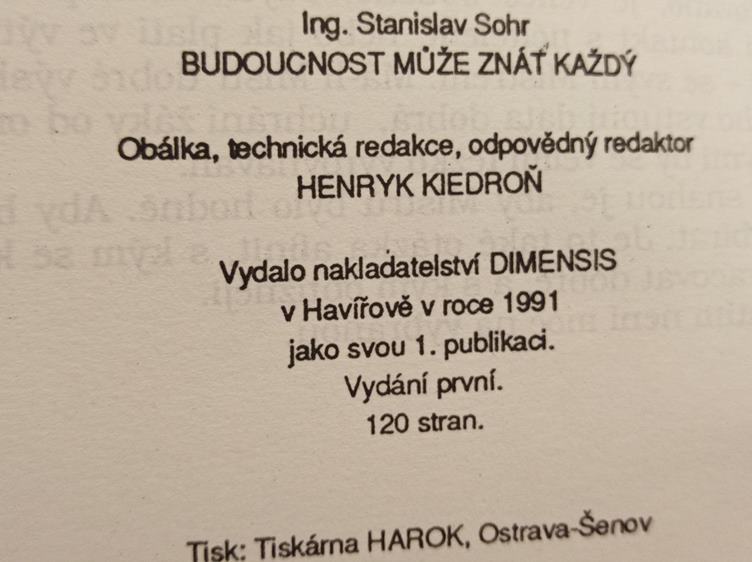 Ing. Stanislav Sohr
BUDOUCNOST MŮŽE ZNÁŤ KAŽDÝ
Obálka, technická redakce, odpovědný redaktor
HENRYK KIEDROŇ
Vydalo nakladatelství DIMENSIS
v Havířově v roce 1991
jako svou 1. publikaci.
Vydání první.
120 stran.
Tisk: Tiskárna HAROK, Ostrava-Šenov